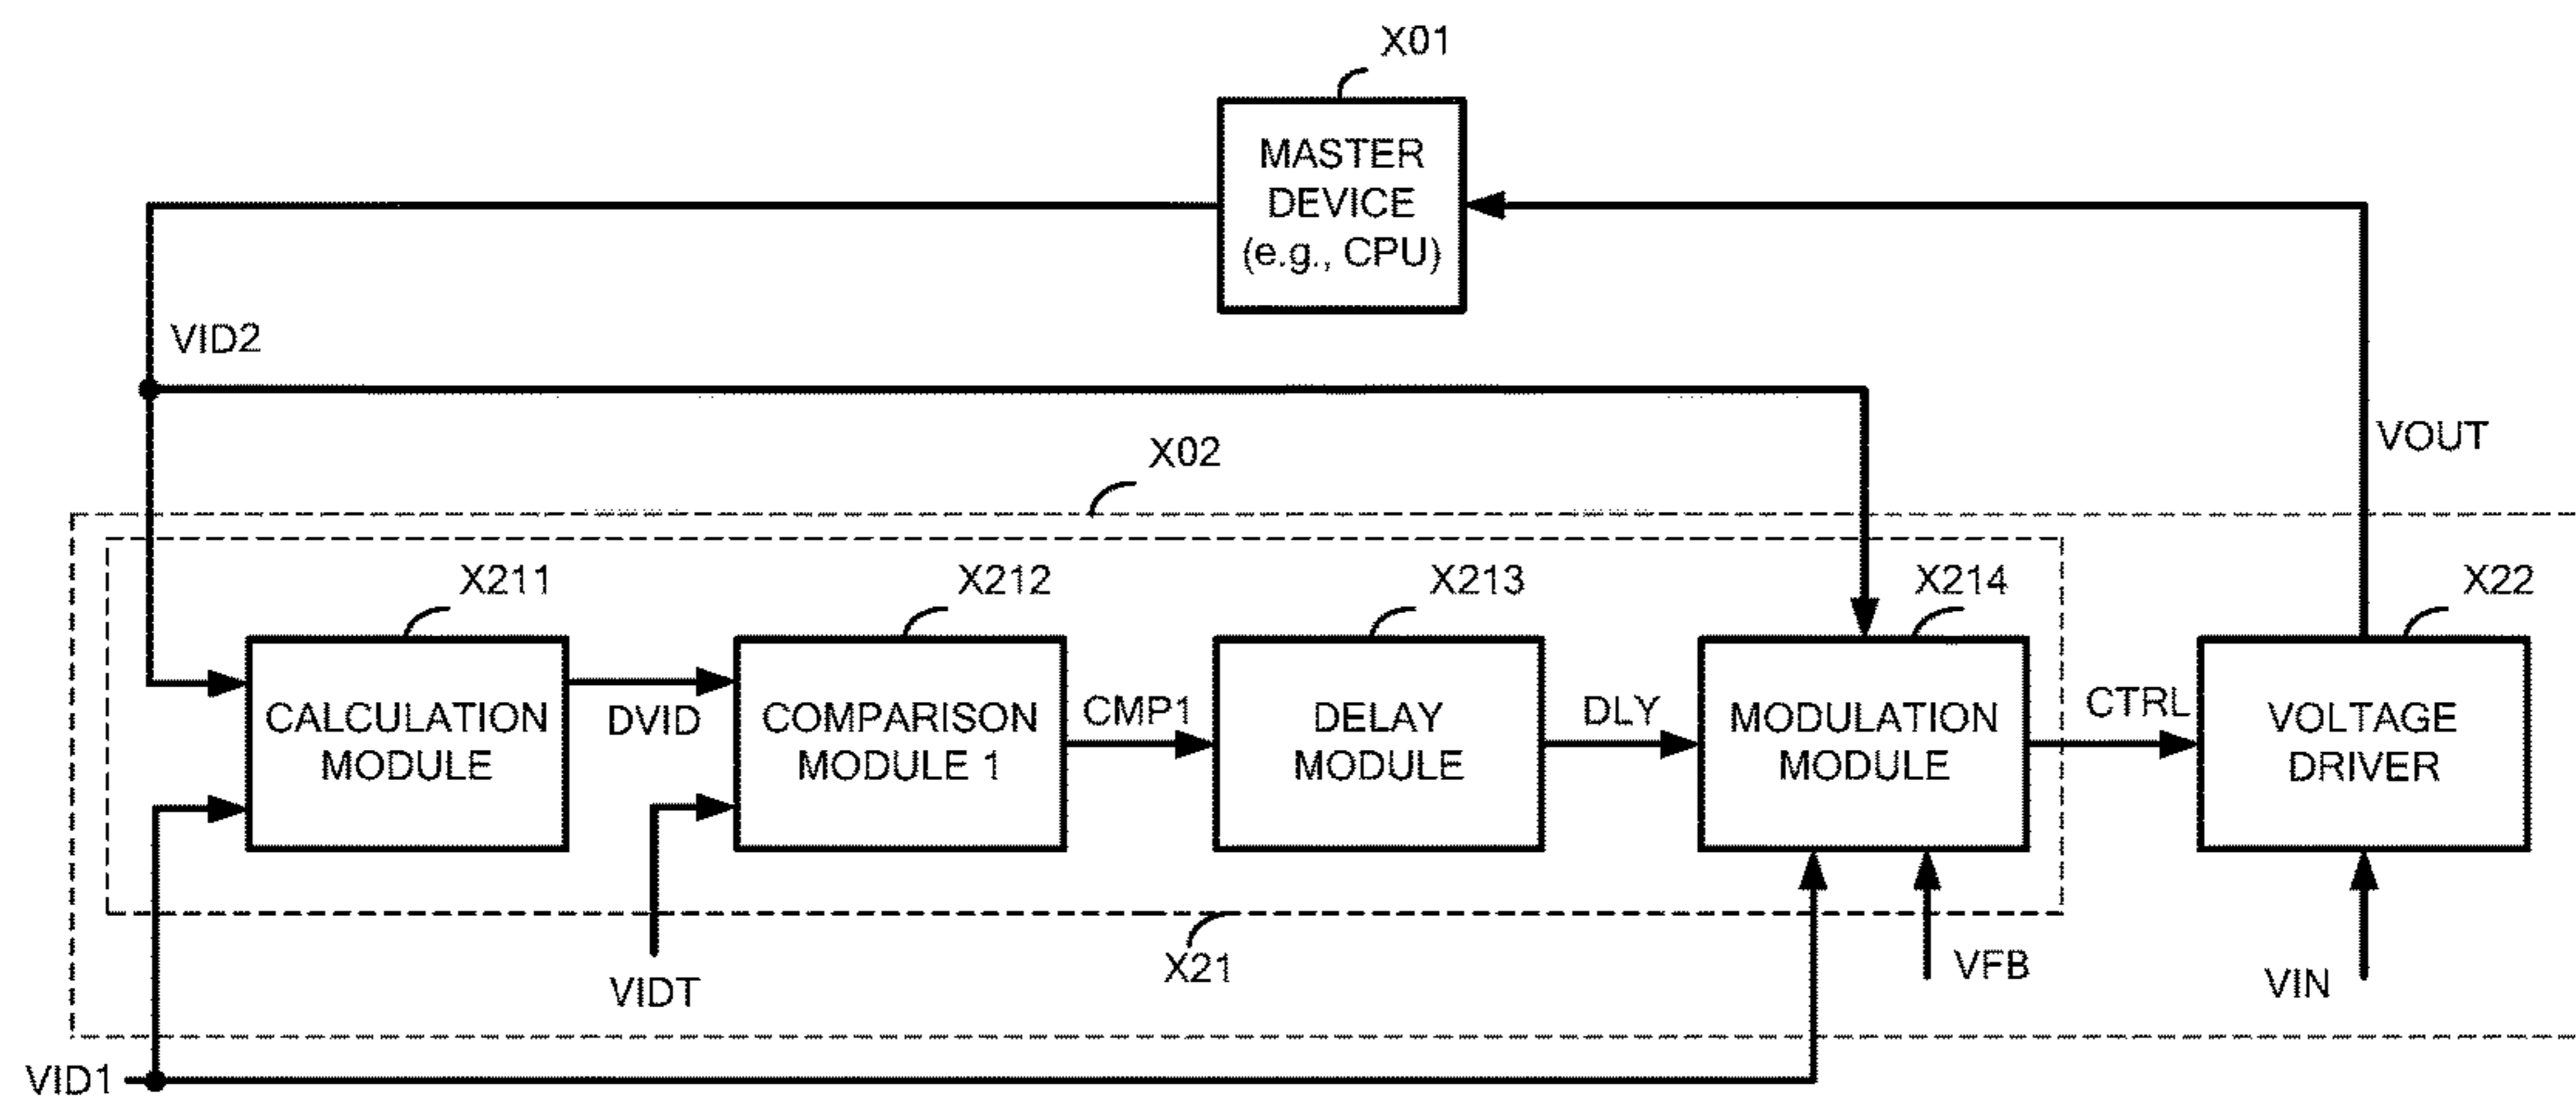 X01
MASTER
DEVICE
(e.g., CPU)
VID2
VOUT
X02
X211
X212
X213
X214
X22
CALCULATION
MODULE
DVID
COMPARISON
MODULE 1
CMP1
DELAY
MODULE
DLY
MODULATION
MODULE
CTRL
VOLTAGE
DRIVER
VIDT
X21
VFB
VIN
VID1